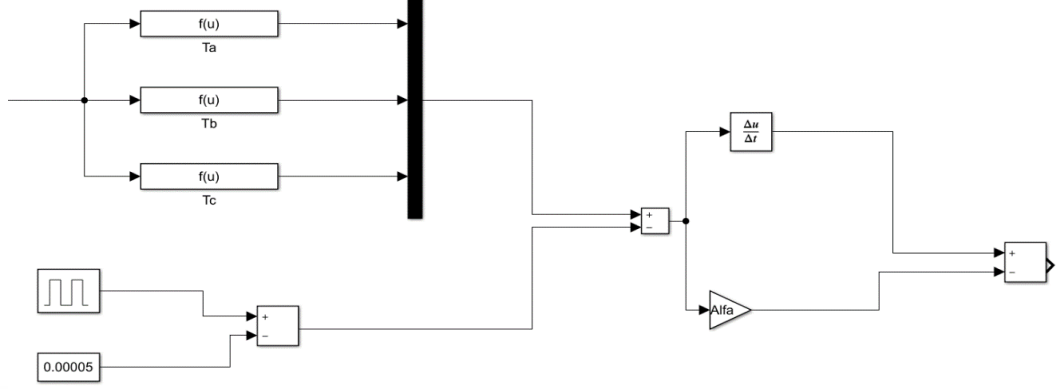 f(u)
Ta
f(u)
Tb
f(u)
Tc
Δu
Δt
+
−
+
−
+
−
Alfa
0.00005